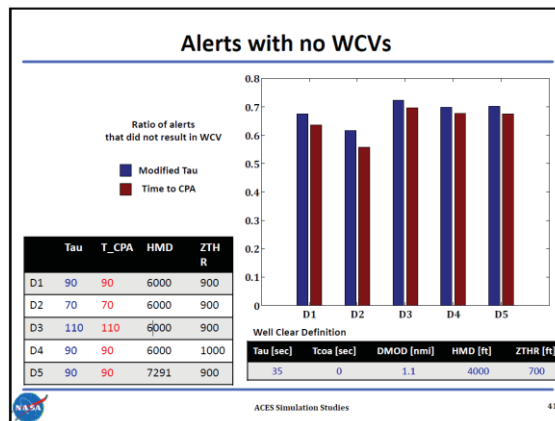 Alerts with no WCVs
Ratio of alerts
that did not result in WCV
Modified Tau
Time to CPA
0.8
0.7
0.6
0.5
0.4
0.3
0.2
0.1
0
D1 D2 D3 D4 D5
Tau T_CPA HMD ZTH
R
D1 90 90 6000 900
D2 70 70 6000 900
D3 110 110 6000 900
D4 90 90 6000 1000
D5 90 90 7291 900
Well Clear Definition
Tau [sec] Tcoa [sec] DMOD [nmi] HMD [ft] ZTHR [ft]
35 0 1.1 4000 700
NASA
ACES Simulation Studies
41